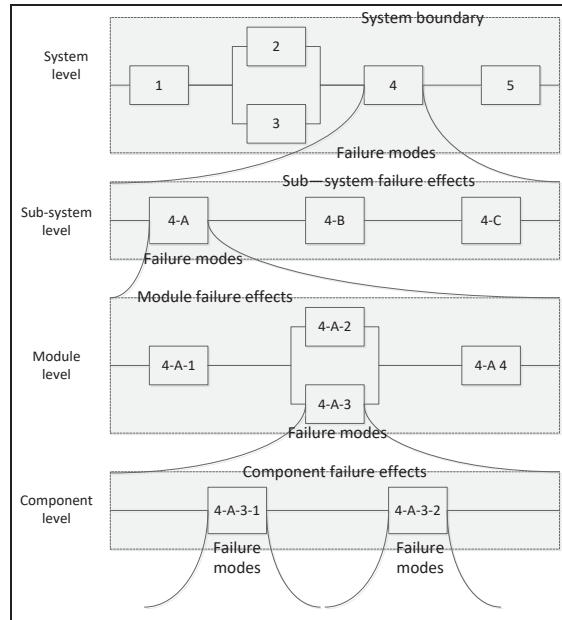 System boundary
System
level
1
2
3
4
5
Failure modes
Sub—system failure effects
Sub-system
level
4-A
4-B
4-C
Failure modes
Module failure effects
Module
level
4-A-1
4-A-2
4-A-3
4-A 4
Failure modes
Component failure effects
Component
level
4-A-3-1
4-A-3-2
Failure
modes
Failure
modes